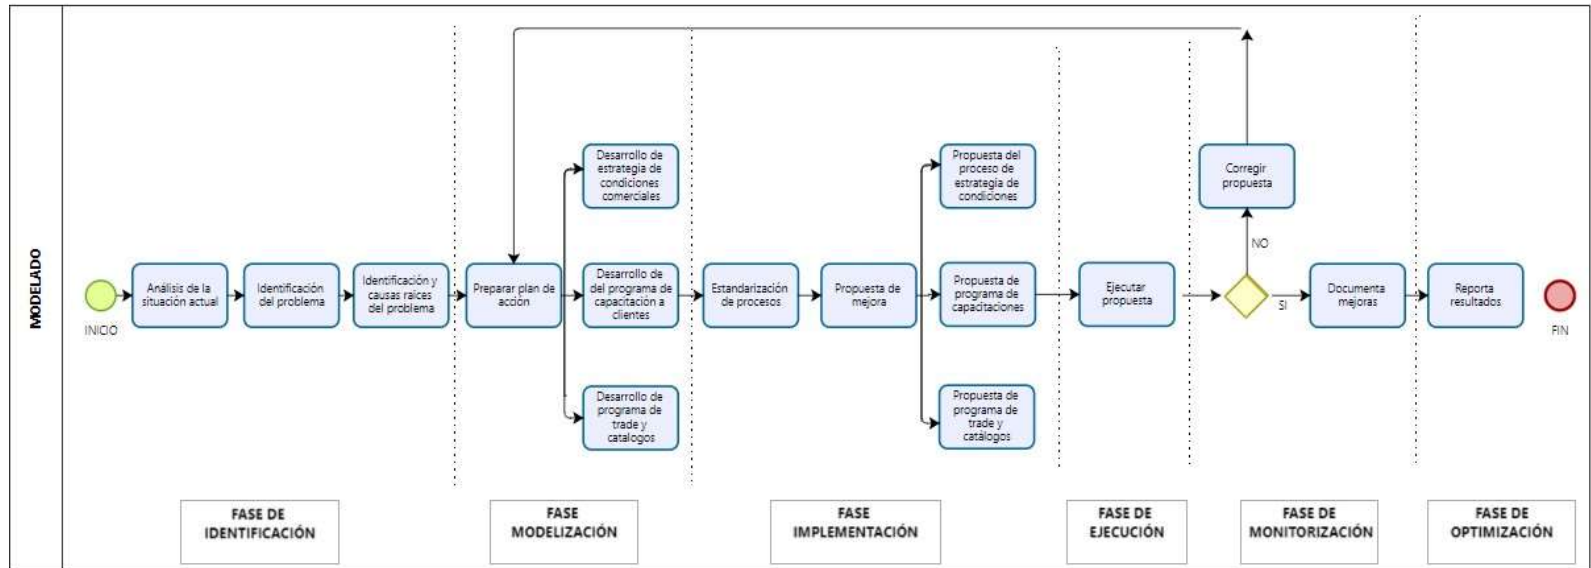 MODELADO
INICIO
Análisis de la
situación actual
Identificación
del problema
Identificación y
causas raíces
del problema
Preparar plan de
acción
Desarrollo de
estrategia de
condiciones
comerciales
Desarrollo de
del programa de
capacitación a
clientes
Desarrollo de
programa de
trade y
catalogos
Estandarización
de procesos
Propuesta de
mejora
Propuesta del
proceso de
estrategia de
condiciones
Propuesta de
programa de
capacitaciones
Propuesta de
programa de
trade y
catálogos
Ejecutar
propuesta
Corregir
propuesta
NO
SI
Documenta
mejoras
Reporta
resultados
FIN
FASE DE
IDENTIFICACIÓN
FASE
MODELIZACIÓN
FASE
IMPLEMENTACIÓN
FASE DE
EJECUCIÓN
FASE DE
MONITORIZACIÓN
FASE DE
OPTIMIZACIÓN